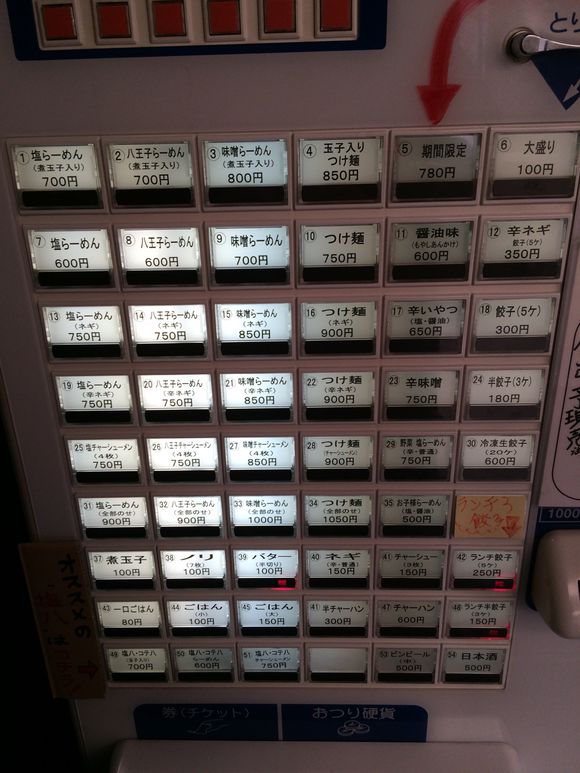 とり
① 塩らーめん
(煮玉子入り)
700円
② 八王子らーめん
(煮玉子入り)
700円
③ 味噌らーめん
(煮玉子入り)
800円
④ 玉子入り
つけ麺
850円
⑤ 期間限定
780円
⑥ 大盛り
100円
⑦ 塩らーめん
600円
⑧ 八王子らーめん
600円
⑨ 味噌らーめん
700円
⑩ つけ麺
750円
⑪ 醤油味
(もやしあんかけ)
600円
⑫ 辛ネギ
餃子(5ケ)
350円
⑬ 塩らーめん
(ネギ)
750円
⑭ 八王子らーめん
(ネギ)
750円
⑮ 味噌らーめん
(ネギ)
850円
⑯ つけ麺
(ネギ)
900円
⑰ 辛いやつ
(塩・醤油)
650円
⑱ 餃子(5ケ)
300円
⑲ 塩らーめん
(辛ネギ)
750円
⑳ 八王子らーめん
(辛ネギ)
750円
㉑ 味噌らーめん
(辛ネギ)
850円
㉒ つけ麺
(辛ネギ)
900円
㉓ 辛味噌
750円
㉔ 半餃子(3ケ)
180円
㉕ 塩チャーシューメン
(4枚)
750円
㉖ 八王子チャーシューメン
(4枚)
750円
㉗ 味噌チャーシューメン
(4枚)
850円
㉘ つけ麺
(チャーシューメン)
900円
㉙ 野菜 塩らーめん
(辛・普通)
750円
㉚ 冷凍生餃子
(20ケ)
600円
㉛ 塩らーめん
(全部のせ)
900円
㉜ 八王子らーめん
(全部のせ)
900円
㉝ 味噌らーめん
(全部のせ)
1000円
㉞ つけ麺
(全部のせ)
1050円
㉟ お子様らーめん
(塩・醤油)
500円
ランチ
餃子
㊲ 煮玉子
100円
㊳ ノリ
(7枚)
100円
㊴ バター
(半切り)
100円
㊵ ネギ
(辛・普通)
150円
㊶ チャーシュー
(3枚)
150円
㊷ ランチ餃子
(5ケ)
250円
1000
㊸ 一口ごはん
80円
㊹ ごはん
(小)
100円
㊺ ごはん
(大)
150円
㊶ 半チャーハン
300円
㊼ チャーハン
600円
㊽ ランチ半餃子
(3ケ)
150円
㊾ 塩八・コテ八
(玉子入り)
700円
㊿ 塩八・コテ八
らーめん
600円
51 塩八・コテ八
チャーシューメン
750円
53 ビンビール
(中)
500円
54 日本酒
500円
オススメの
塩
は
券(チケット)
おつり硬貨